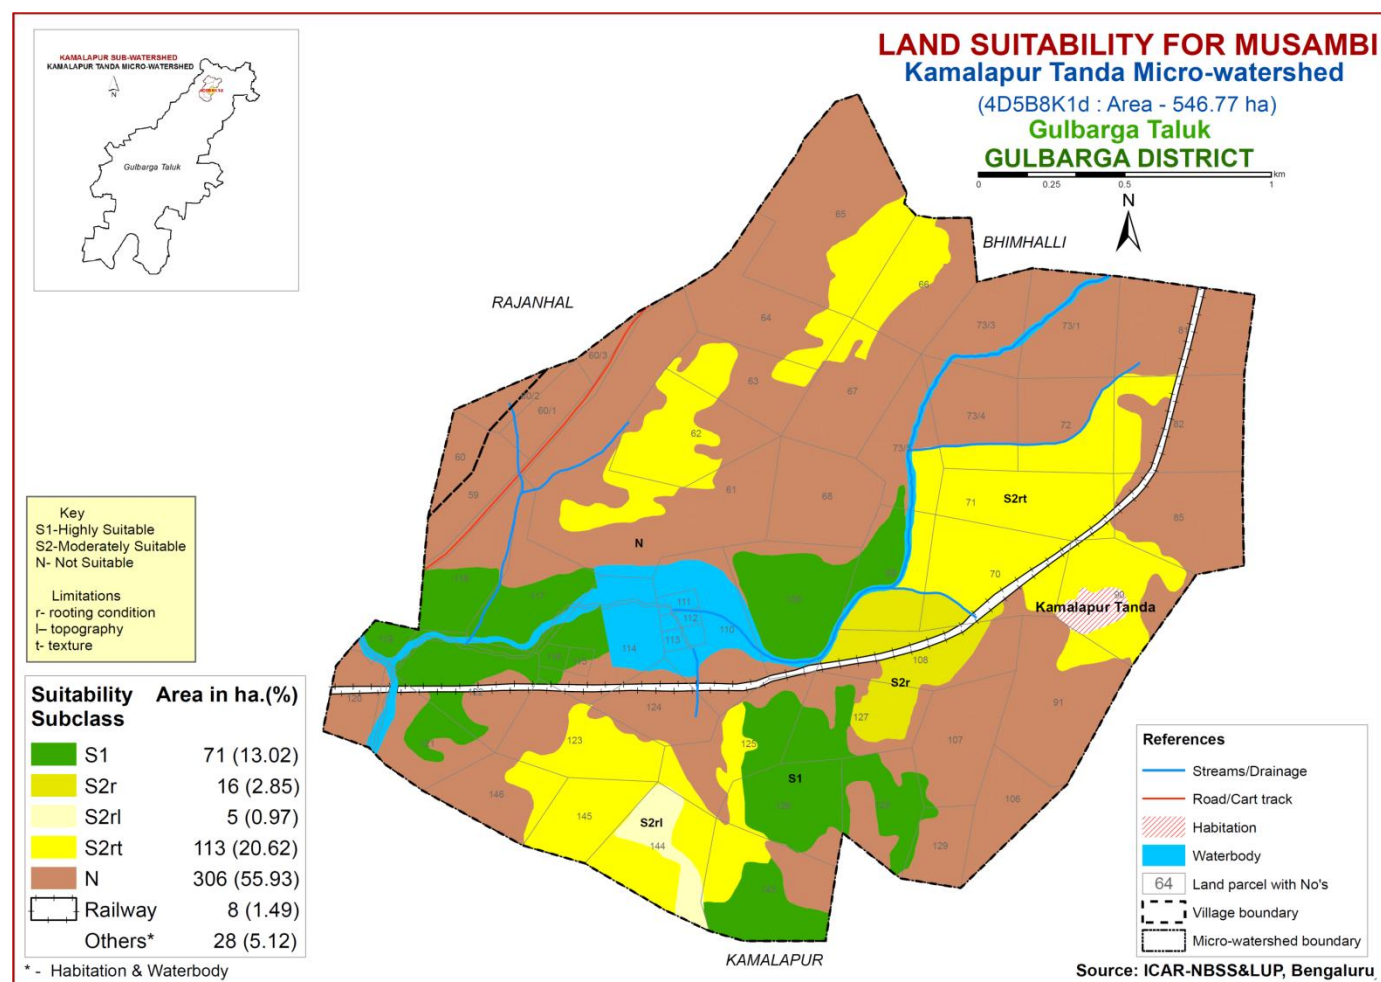 KAMALAPUR SUB-WATERSHED
KAMALAPUR TANDA MICRO-WATERSHED
N
Gulbarga Taluk
LAND SUITABILITY FOR MUSAMBI
Kamalapur Tanda Micro-watershed
(4D5B8K1d : Area - 546.77 ha)
Gulbarga Taluk
GULBARGA DISTRICT
km
0 0.25 0.5 1
N
BHIMHALLI
RAJANHAL
65
66
64
73/3 73/1
60/3
63
67
60/1
73/4
72
82
62
60
59
61
68
71
S2rt
85
N
70
90
Kamalapur Tanda
111
112
110
113
114
108
S2r
120
124
127
91
123
125
107
S1
146
106
145
S2rl
144
129
KAMALAPUR
Key
S1-Highly Suitable
S2-Moderately Suitable
N- Not Suitable
Limitations
r- rooting condition
l– topography
t- texture
Suitability Area in ha.(%)
Subclass
S1 71 (13.02)
S2r 16 (2.85)
S2rl 5 (0.97)
S2rt 113 (20.62)
N 306 (55.93)
Railway 8 (1.49)
Others* 28 (5.12)
* - Habitation & Waterbody
References
Streams/Drainage
Road/Cart track
Habitation
Waterbody
64 Land parcel with No's
Village boundary
Micro-watershed boundary
Source: ICAR-NBSS&LUP, Bengaluru